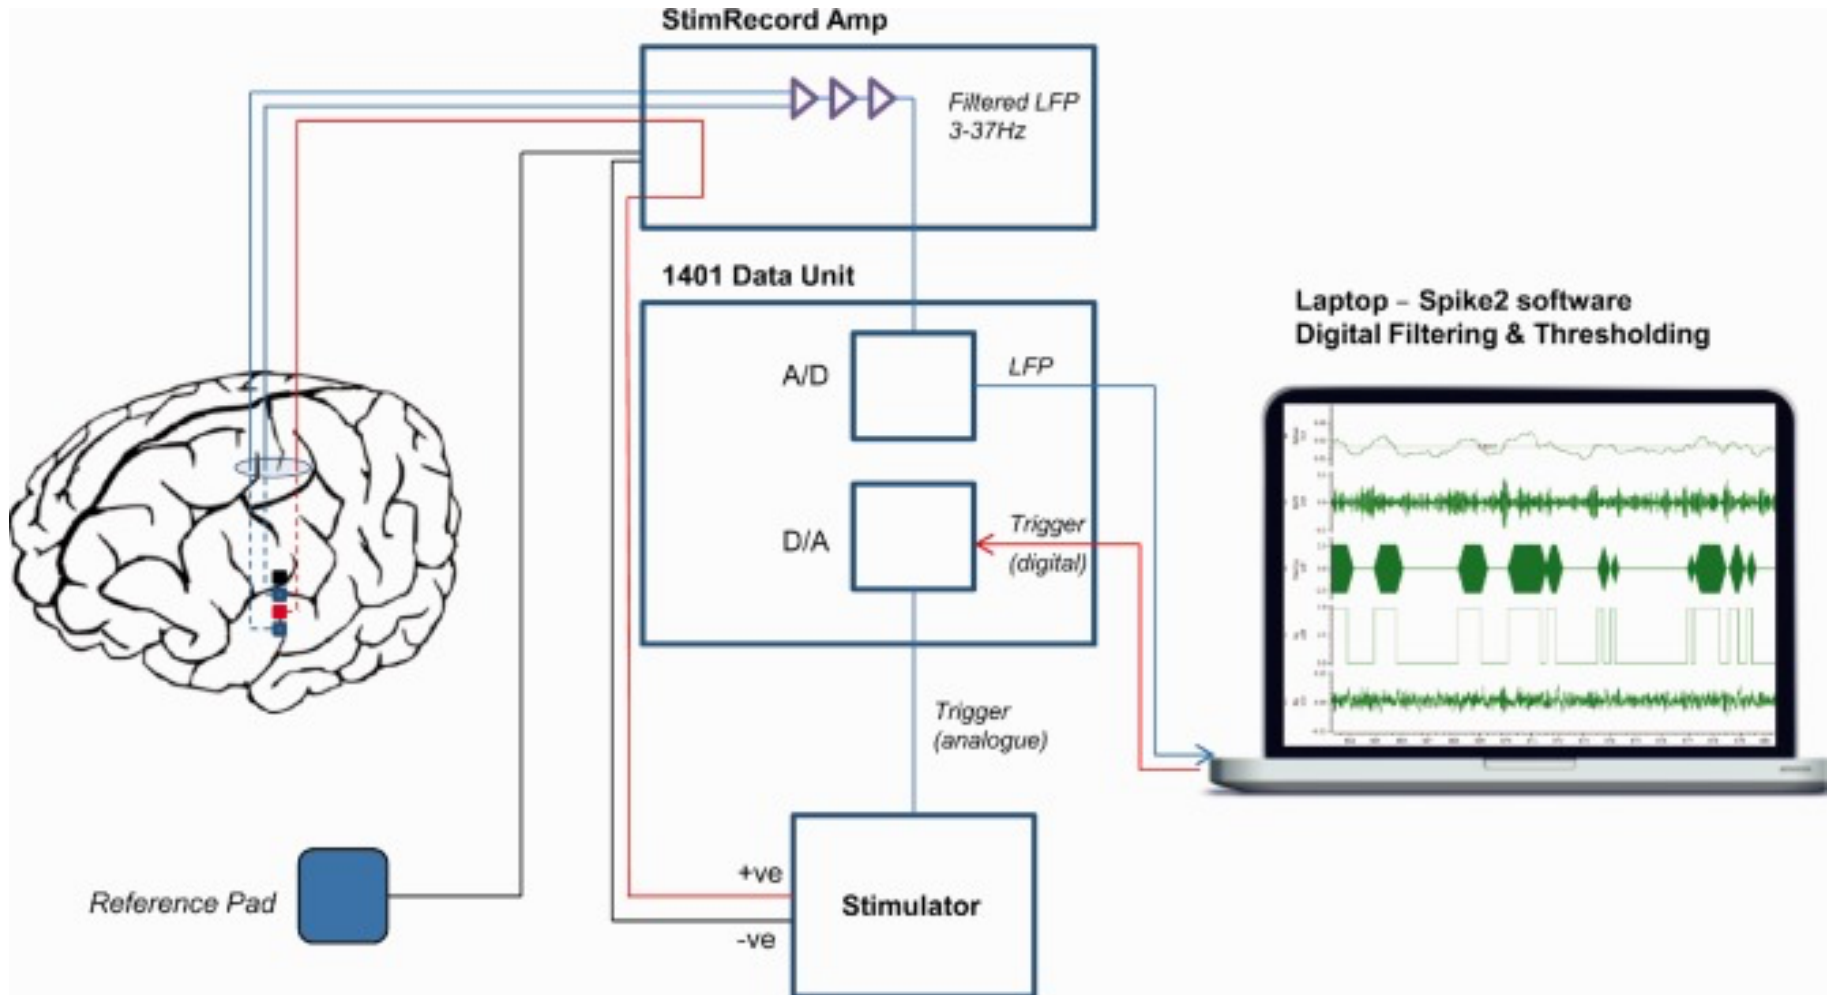 StimRecord Amp
Filtered LFP
3-37Hz
1401 Data Unit
A/D
LFP
D/A
Trigger
(digital)
Laptop – Spike2 software
Digital Filtering & Thresholding
Trigger
(analogue)
+ve
Stimulator
-ve
Reference Pad